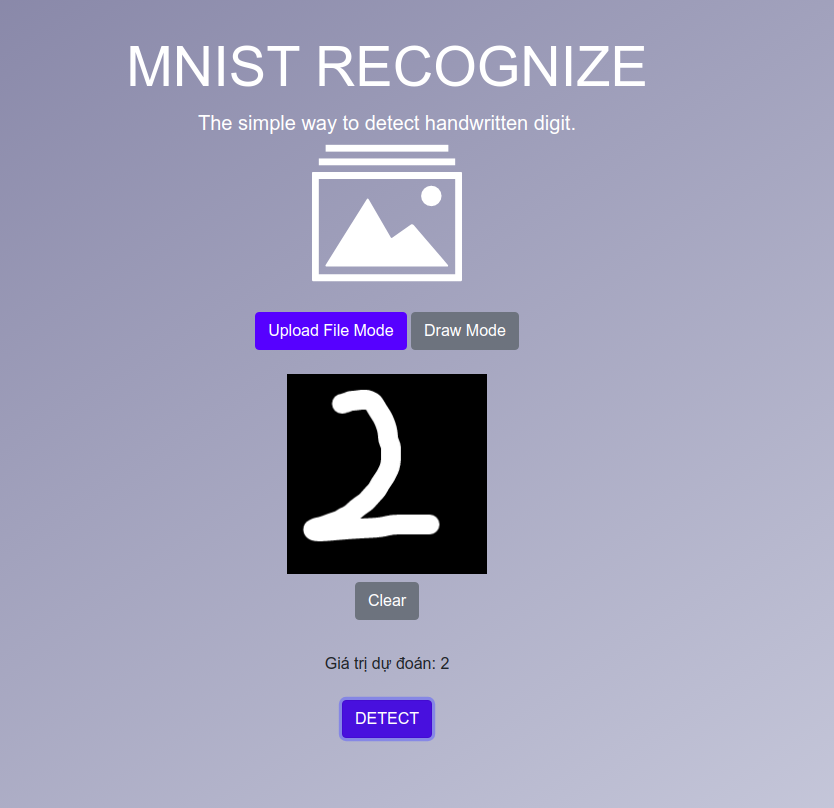 MNIST RECOGNIZE
The simple way to detect handwritten digit.
Upload File Mode Draw Mode
2
Clear
Giá trị dự đoán: 2
DETECT